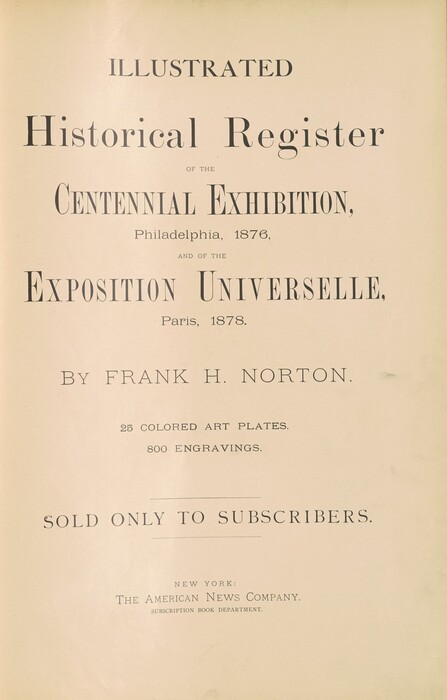 ILLUSTRATED
Historical Register
OF THE
CENTENNIAL EXHIBITION,
Philadelphia, 1876,
AND OF THE
EXPOSITION UNIVERSELLE,
Paris, 1878.
BY FRANK H. NORTON.
25 COLORED ART PLATES.
800 ENGRAVINGS.
SOLD ONLY TO SUBSCRIBERS.
NEW YORK:
THE AMERICAN NEWS COMPANY.
SUBSCRIPTION BOOK DEPARTMENT.